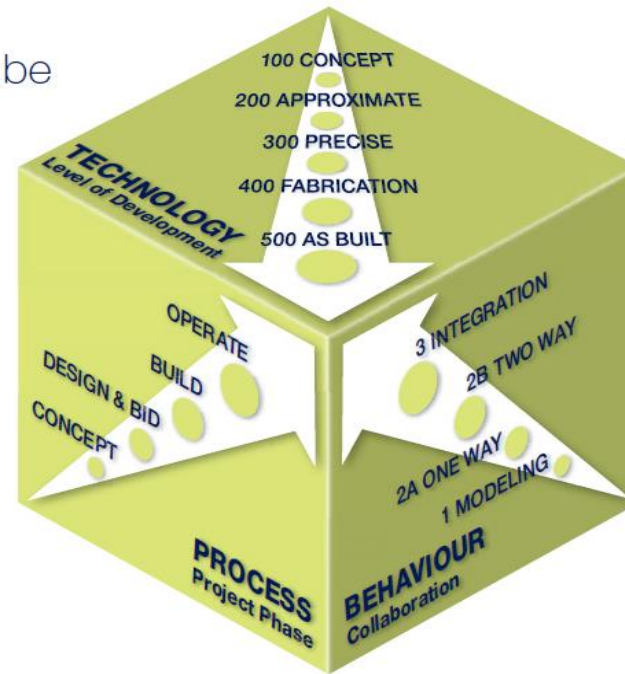 be
100 CONCEPT
200 APPROXIMATE
300 PRECISE
400 FABRICATION
500 AS BUILT
TECHNOLOGY
Level of Development
OPERATE
BUILD
DESIGN & BID
CONCEPT
PROCESS
Project Phase
3 INTEGRATION
2B TWO WAY
2A ONE WAY
1 MODELING
BEHAVIOUR
Collaboration